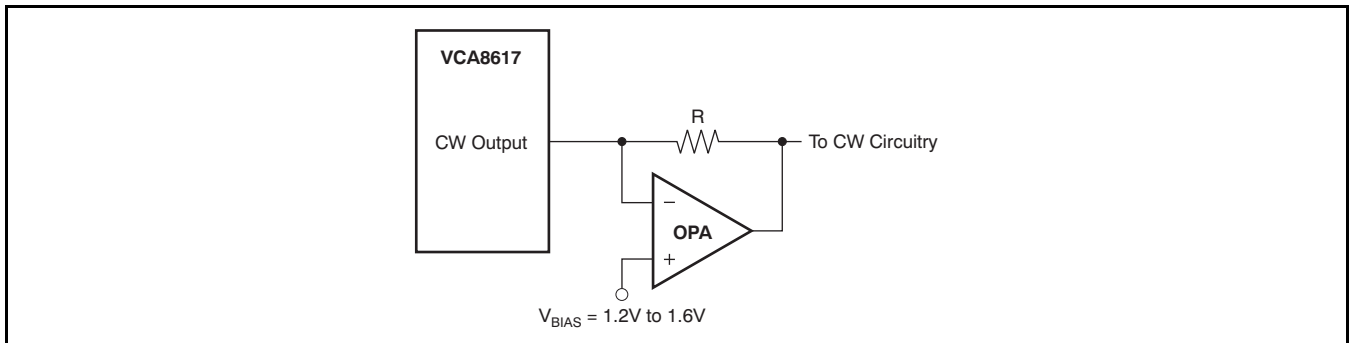 VCA8617
CW Output
R
To CW Circuitry
−
OPA
+
V_BIAS = 1.2V to 1.6V